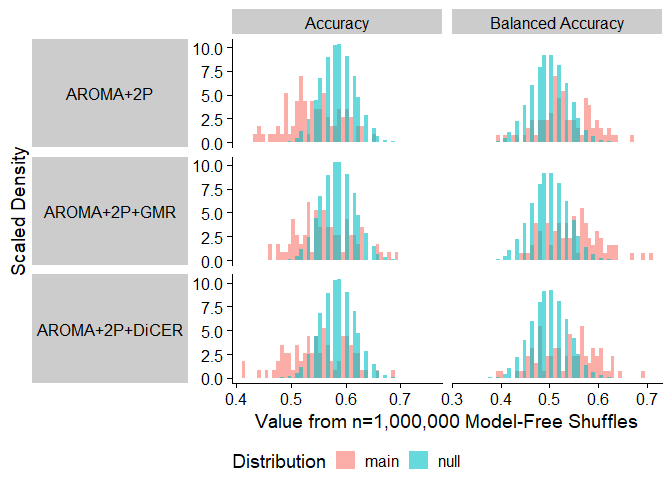 Accuracy
Balanced Accuracy
Scaled Density
AROMA+2P
10.0
7.5
5.0
2.5
0.0
AROMA+2P+GMR
10.0
7.5
5.0
2.5
0.0
AROMA+2P+DiCER
10.0
7.5
5.0
2.5
0.0
0.4 0.5 0.6 0.7
0.3 0.4 0.5 0.6 0.7
Value from n=1,000,000 Model-Free Shuffles
Distribution main null